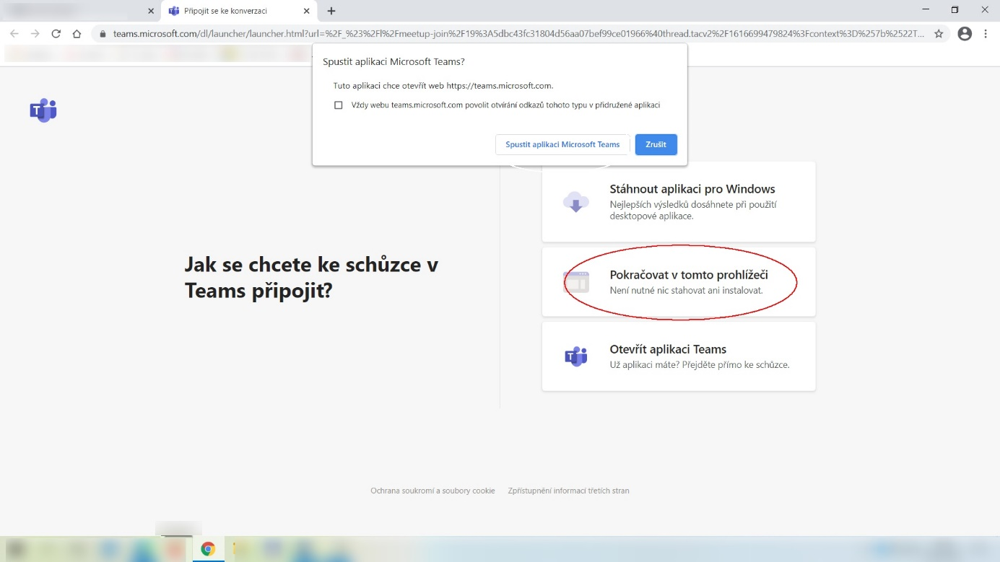 Připojit se ke konverzaci
teams.microsoft.com/dl/launcher/launcher.html?url=%2F_%23%2Fl%2Fmeetup-join%2F19%3A5dbc43fc31804d56aa07bef99ce01966%40thread.tacv2%2F1616699479824%3Fcontext%3D%257b%2522T...
Spustit aplikaci Microsoft Teams?
Tuto aplikaci chce otevřít web https://teams.microsoft.com.
Vždy webu teams.microsoft.com povolit otvírání odkazů tohoto typu v přidružené aplikaci
Spustit aplikaci Microsoft Teams
Zrušit
Jak se chcete ke schůzce v
Teams připojit?
Stáhnout aplikaci pro Windows
Nejlepších výsledků dosáhnete při použití
desktopové aplikace.
Pokračovat v tomto prohlížeči
Není nutné nic stahovat ani instalovat.
Otevřít aplikaci Teams
Už aplikaci máte? Přejděte přímo ke schůzce.
Ochrana soukromí a soubory cookie
Zpřístupnění informací třetích stran